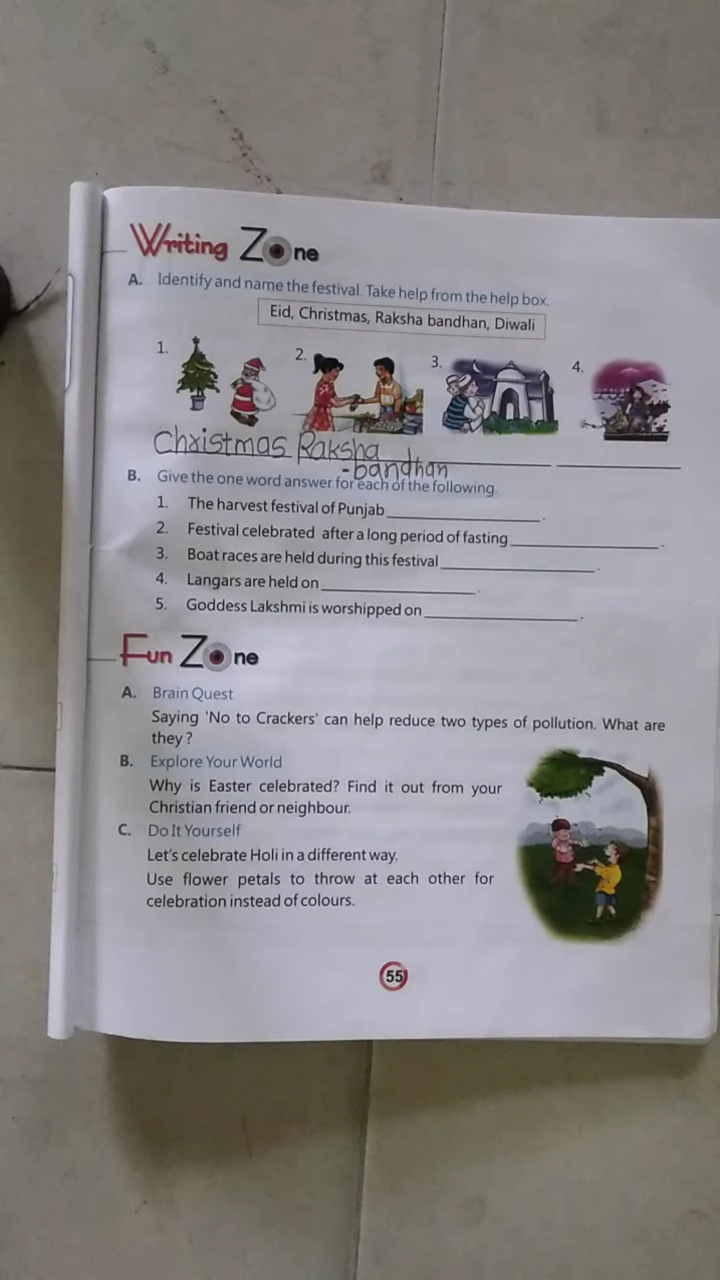 Writing Zone
A. Identify and name the festival. Take help from the help box.
Eid, Christmas, Raksha bandhan, Diwali
1. 2. 3. 4.
Christmas Raksha
-bandhan
B. Give the one word answer for each of the following.
1. The harvest festival of Punjab ____________.
2. Festival celebrated after a long period of fasting ____________.
3. Boat races are held during this festival ____________.
4. Langars are held on ____________.
5. Goddess Lakshmi is worshipped on ____________.
Fun Zone
A. Brain Quest
Saying 'No to Crackers' can help reduce two types of pollution. What are
they?
B. Explore Your World
Why is Easter celebrated? Find it out from your
Christian friend or neighbour.
C. Do It Yourself
Let's celebrate Holi in a different way.
Use flower petals to throw at each other for
celebration instead of colours.
55